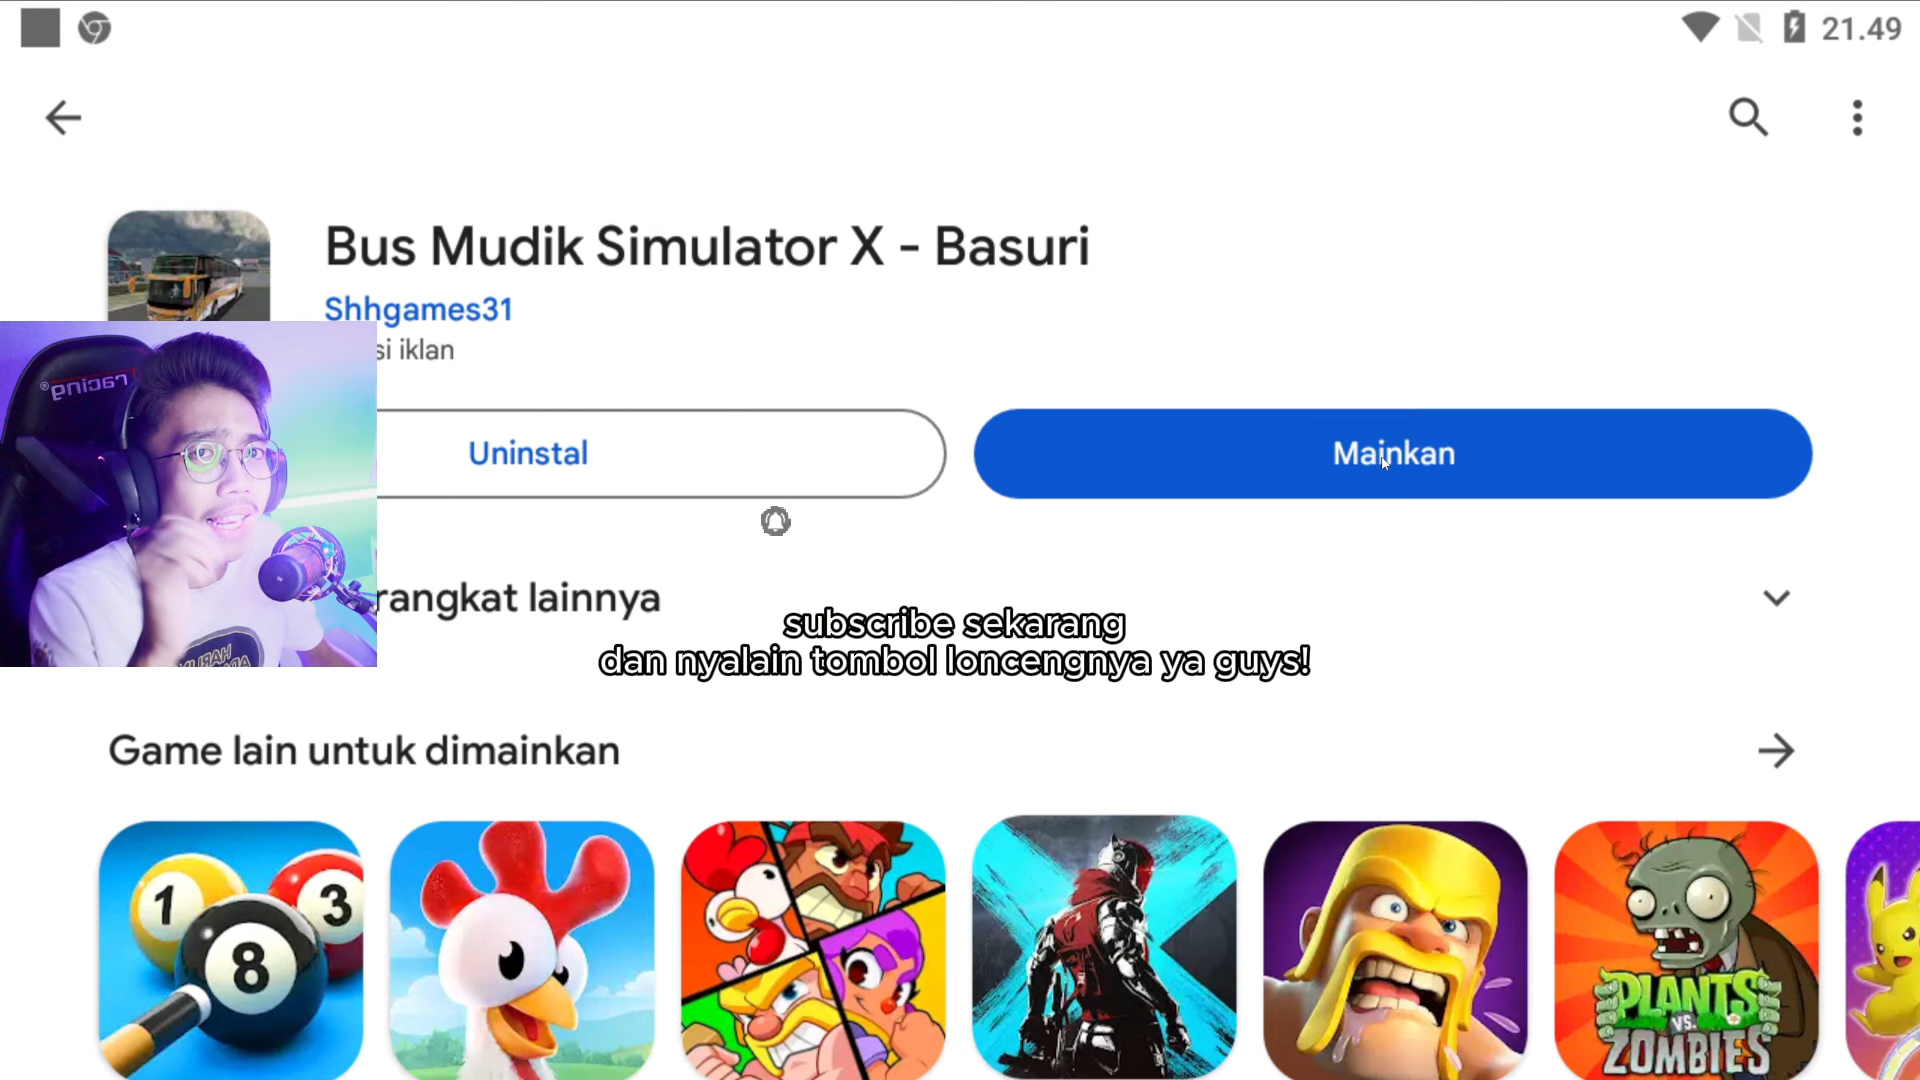 21.49
Bus Mudik Simulator X - Basuri
Shhgames31
si iklan
Uninstal
Mainkan
rangkat lainnya
subscribe sekarang
dan nyalain tombol loncengnya ya guys!
Game lain untuk dimainkan
1
3
8
PLANTS
VS.
ZOMBIES